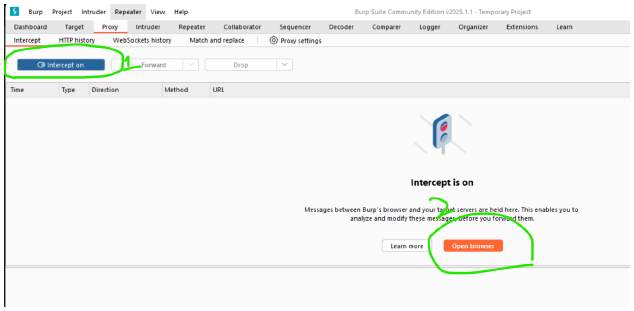 Burp Project Intruder Repeater View Help Burp Suite Community Edition v2025.1.1 - Temporary Project
Dashboard Target Proxy Intruder Repeater Collaborator Sequencer Decoder Comparer Logger Organizer Extensions Learn
Intercept HTTP history WebSockets history Match and replace Proxy settings
Intercept on 1 Forward Drop
Time Type Direction Method URL
Intercept is on
2
Messages between Burp's browser and your target servers are held here. This enables you to
analyze and modify these messages, before you forward them.
Learn more Open browser